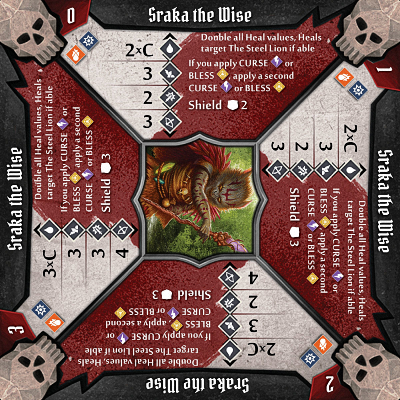 0
Sraka the Wise
2×C
3
2
3
Double all Heal values, Heals
target The Steel Lion if able
If you apply CURSE or
BLESS, apply a second
CURSE or BLESS
Shield 2
1
Sraka the Wise
2×C
3
2
3
Double all Heal values, Heals
target The Steel Lion if able
If you apply CURSE or
BLESS, apply a second
CURSE or BLESS
Shield 3
2
Sraka the Wise
2×C
3
2
4
Double all Heal values, Heals
target The Steel Lion if able
If you apply CURSE or
BLESS, apply a second
CURSE or BLESS
Shield 3
3
Sraka the Wise
3×C
3
3
4
Double all Heal values, Heals
target The Steel Lion if able
If you apply CURSE or
BLESS, apply a second
CURSE or BLESS
Shield 3